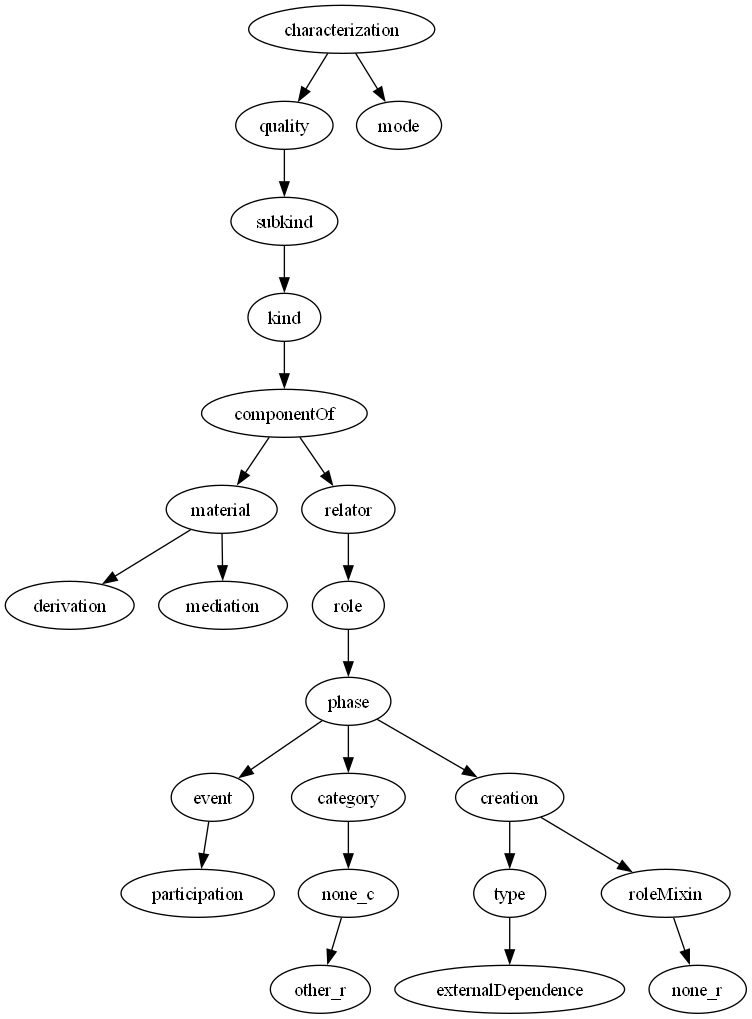 characterization
quality
mode
subkind
kind
componentOf
material
relator
derivation
mediation
role
phase
event
category
creation
participation
none_c
type
roleMixin
other_r
externalDependence
none_r